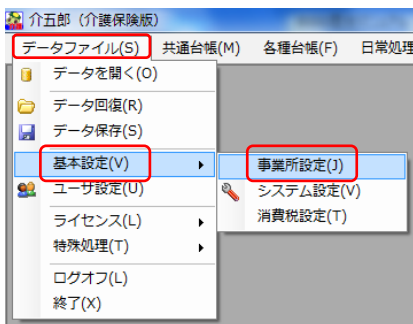 介五郎（介護保険版）
データファイル(S) 共通台帳(M) 各種台帳(F) 日常処理
データを開く(O)
データ回復(R)
データ保存(S)
基本設定(V)
事業所設定(J)
ユーザ設定(U)
システム設定(V)
消費税設定(T)
ライセンス(L)
特殊処理(T)
ログオフ(L)
終了(X)